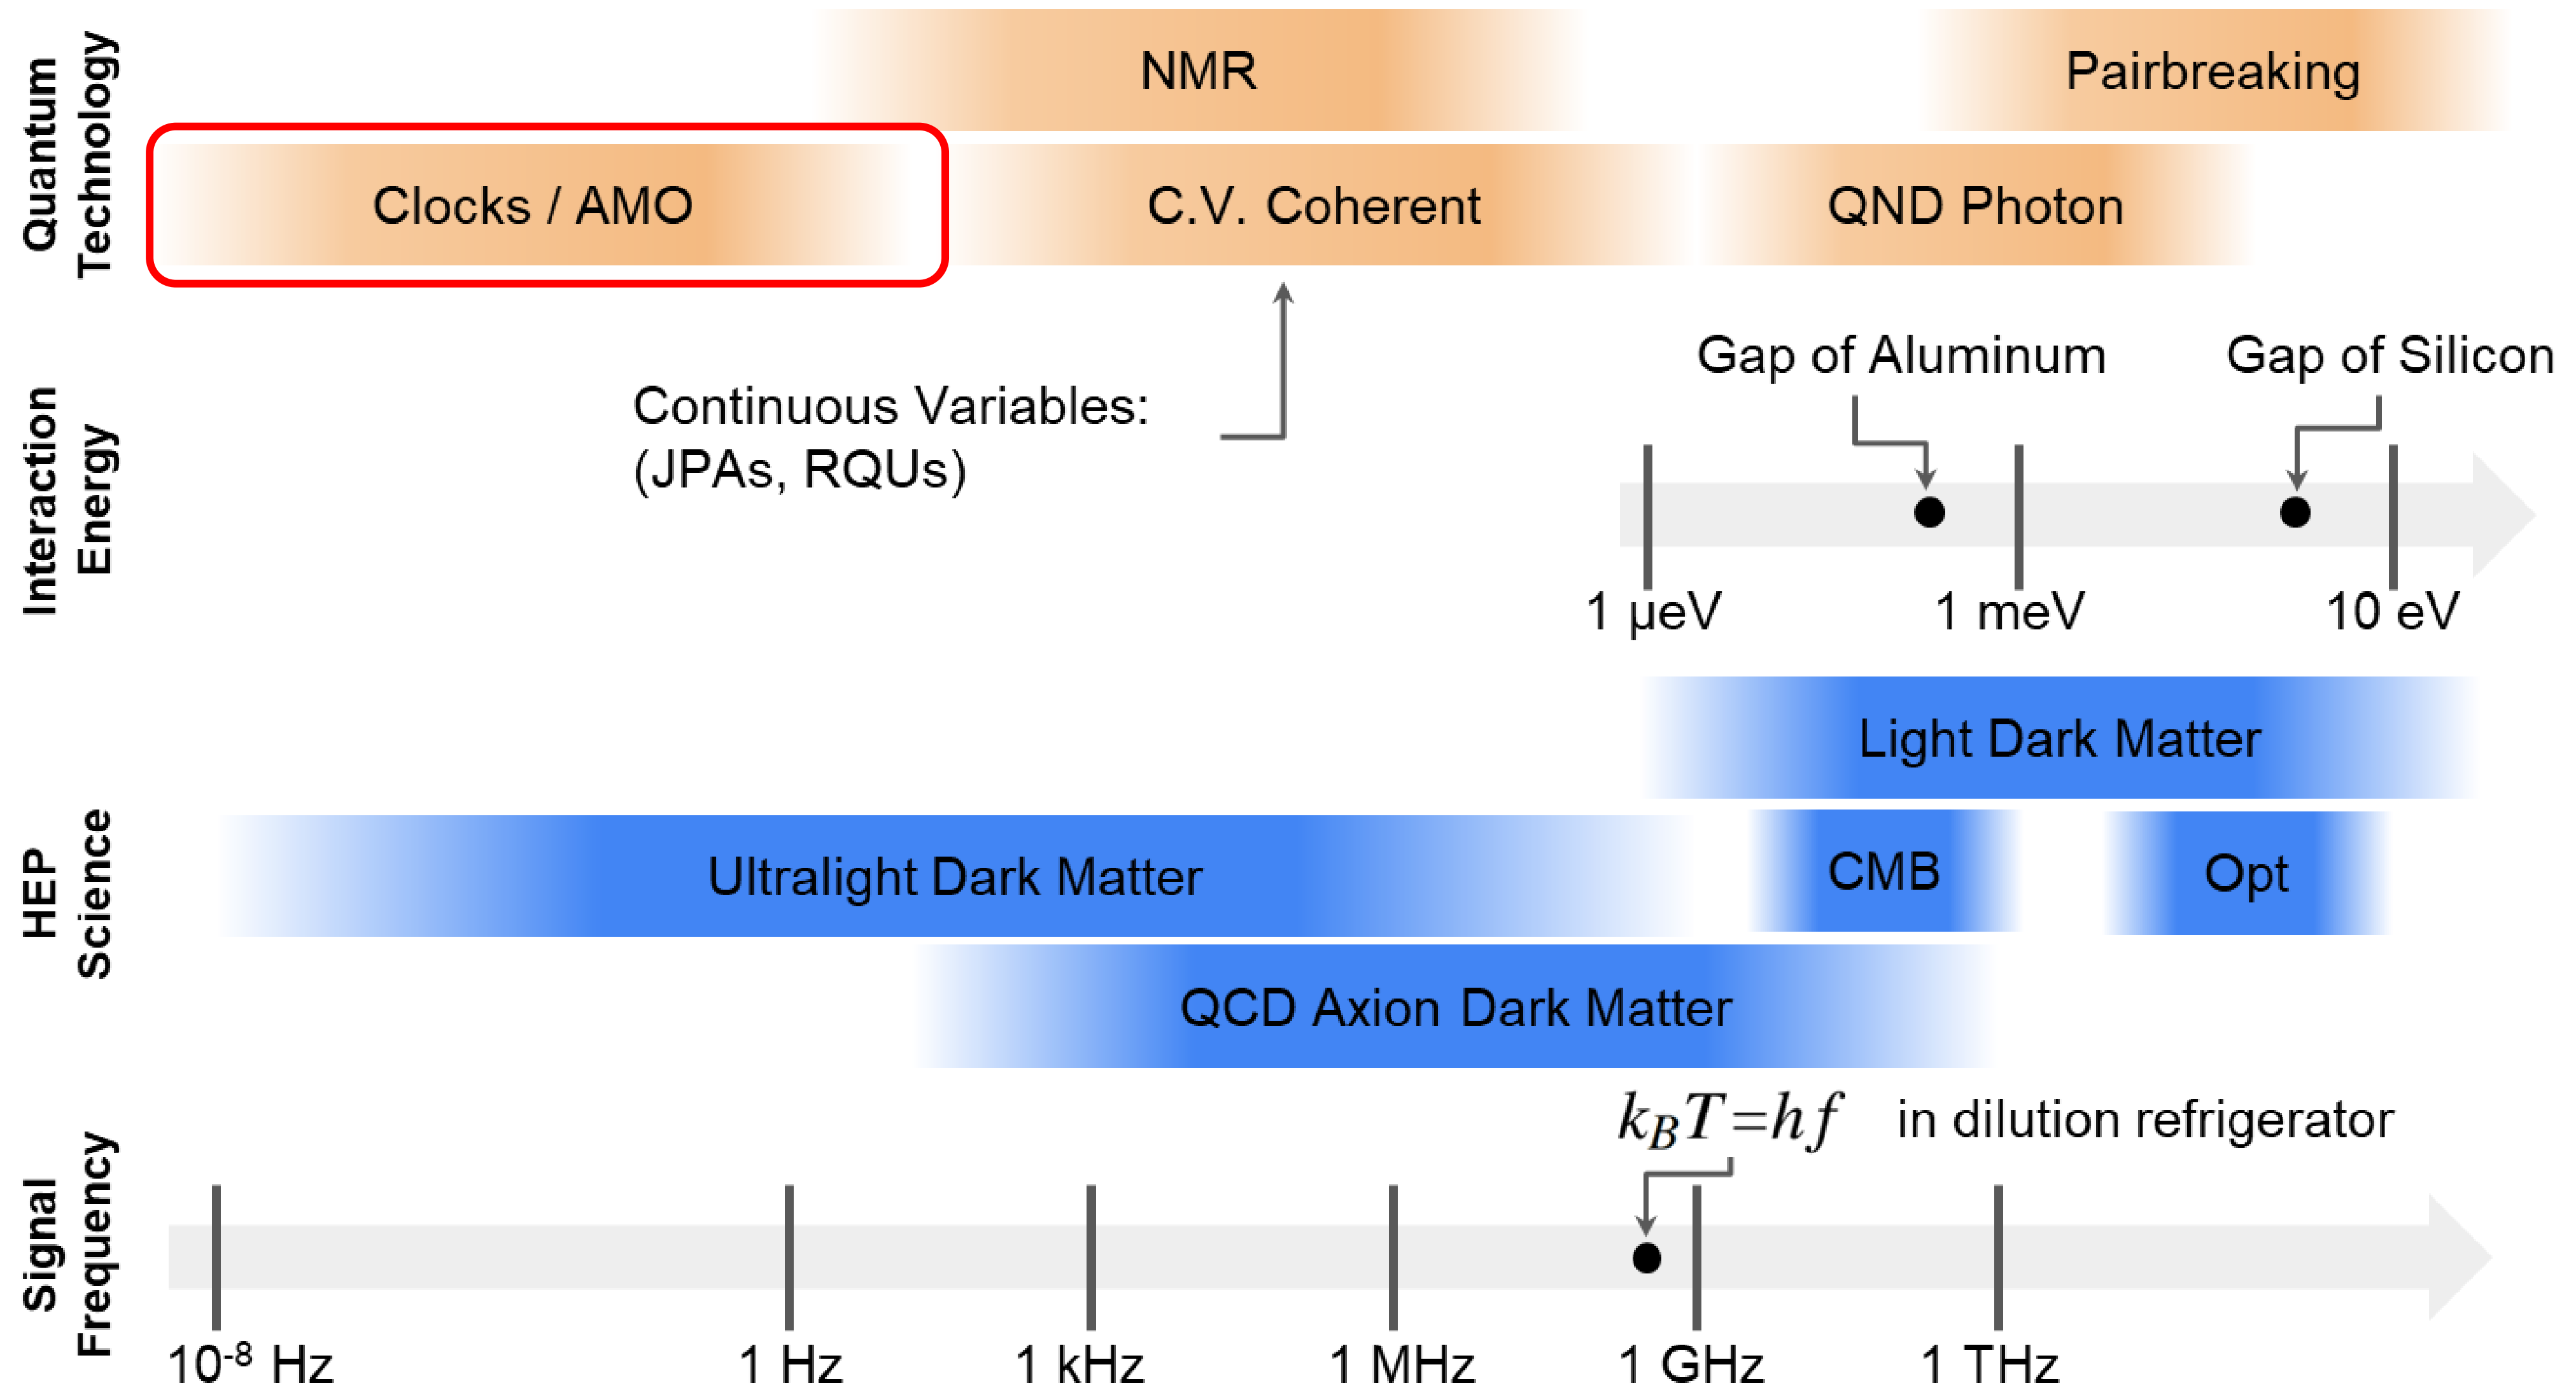 Quantum
Technology
NMR
Pairbreaking
Clocks / AMO
C.V. Coherent
QND Photon
Interaction
Energy
Continuous Variables:
(JPAs, RQUs)
Gap of Aluminum
Gap of Silicon
1 μeV
1 meV
10 eV
HEP
Science
Light Dark Matter
Ultralight Dark Matter
CMB
Opt
QCD Axion Dark Matter
Signal
Frequency
k_BT=hf in dilution refrigerator
10⁻⁸ Hz
1 Hz
1 kHz
1 MHz
1 GHz
1 THz